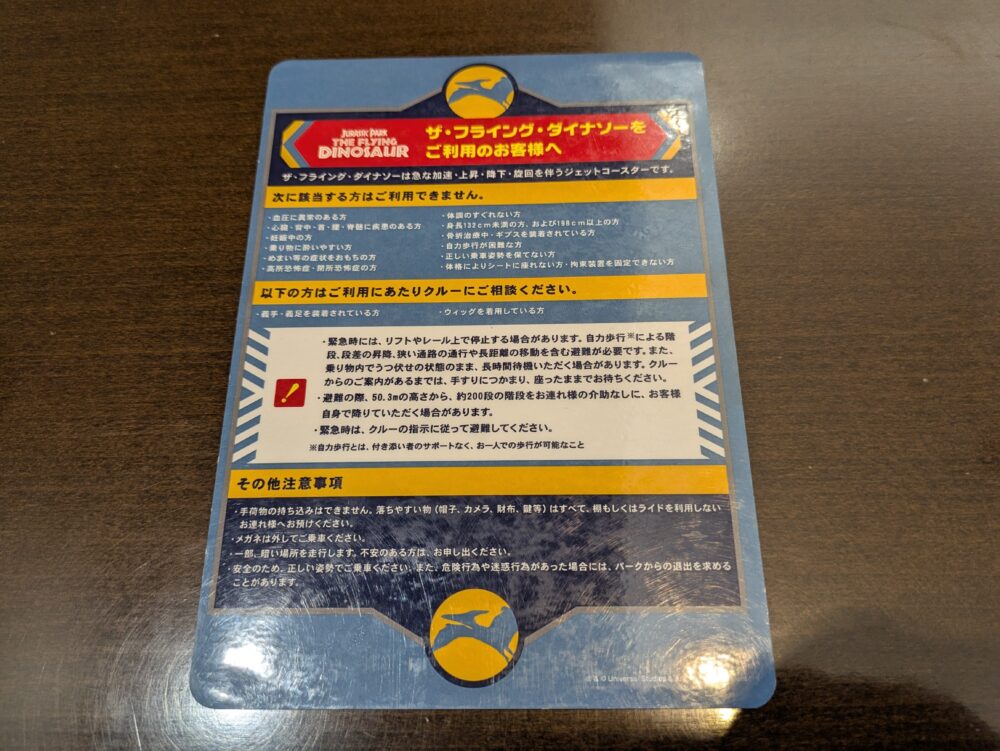 JURASSIC PARK
THE FLYING
DINOSAUR
ザ・フライング・ダイナソーを
ご利用のお客様へ
ザ・フライング・ダイナソーは急な加速・上昇・降下・旋回を伴うジェットコースターです。
次に該当する方はご利用できません。
・血圧に異常のある方
・心臓・背中・首・腰・脊髄に疾患のある方
・妊娠中の方
・乗り物に酔いやすい方
・めまい等の症状をおもちの方
・高所恐怖症・閉所恐怖症の方
・体調のすぐれない方
・身長132cm未満の方、および198cm以上の方
・骨折治療中・ギプスを装着されている方
・自力歩行が困難な方
・正しい乗車姿勢を保てない方
・体格によりシートに座れない方・拘束装置を固定できない方
以下の方はご利用にあたりクルーにご相談ください。
・義手・義足を装着されている方
・ウィッグを着用している方
・緊急時には、リフトやレール上で停止する場合があります。自力歩行※による階
段、段差の昇降、狭い通路の通行や長距離の移動を含む避難が必要です。また、
乗り物内でうつ伏せの状態のまま、長時間待機いただく場合があります。クルー
からのご案内があるまでは、手すりにつかまり、座ったままでお待ちください。
・避難の際、50.3mの高さから、約200段の階段をお連れ様の介助なしに、お客様
自身で降りていただく場合があります。
・緊急時は、クルーの指示に従って避難してください。
※自力歩行とは、付き添い者のサポートなく、お一人での歩行が可能なこと
その他注意事項
・手荷物の持ち込みはできません。落ちやすい物（帽子、カメラ、財布、鍵等）はすべて、棚もしくはライドを利用しない
お連れ様へお預けください。
・メガネは外してご乗車ください。
・一部、暗い場所を走行します。不安のある方は、お申し出ください。
・安全のため、正しい姿勢でご乗車ください。また、危険行為や迷惑行為があった場合には、パークからの退出を求める
ことがあります。
& © Universal Studios &